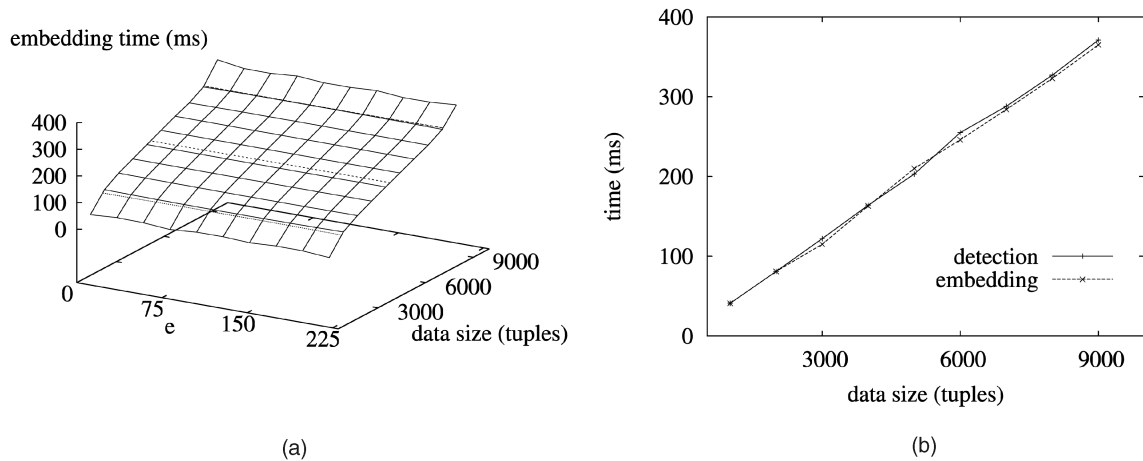 embedding time (ms)
400
300
200
100
0
0
75
e
150
225
3000
6000
9000
data size (tuples)
(a)
400
300
200
100
0
time (ms)
detection
embedding
3000
6000
9000
data size (tuples)
(b)